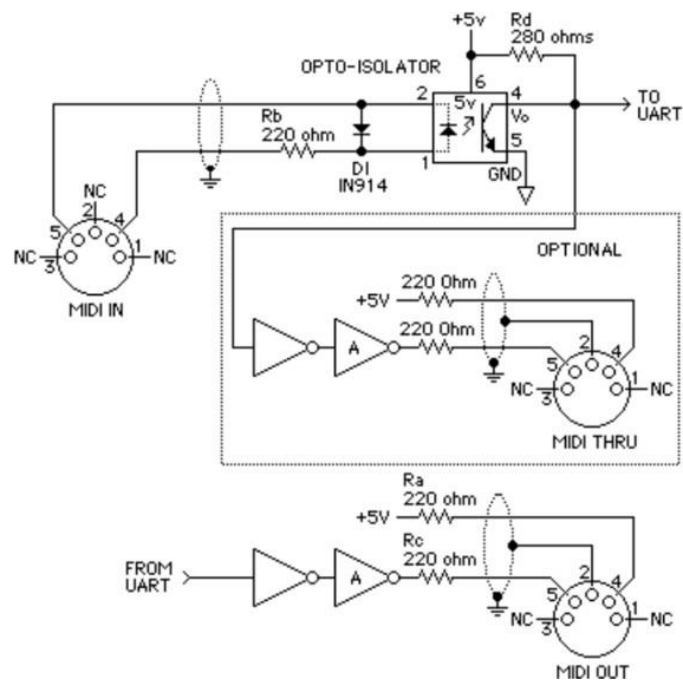 +5v
Rd
280 ohms
OPTO-ISOLATOR
6
2
5v
4
TO
UART
Rb
220 ohm
Vo
1
5
DI
IN914
GND
NC
2
5
4
NC
3
1
NC
MIDI IN
OPTIONAL
220 Ohm
+5V
220 Ohm
A
2
5
4
NC
3
1
NC
MIDI THRU
Ra
220 ohm
+5V
Rc
220 ohm
FROM
UART
A
2
5
4
NC
3
1
NC
MIDI OUT